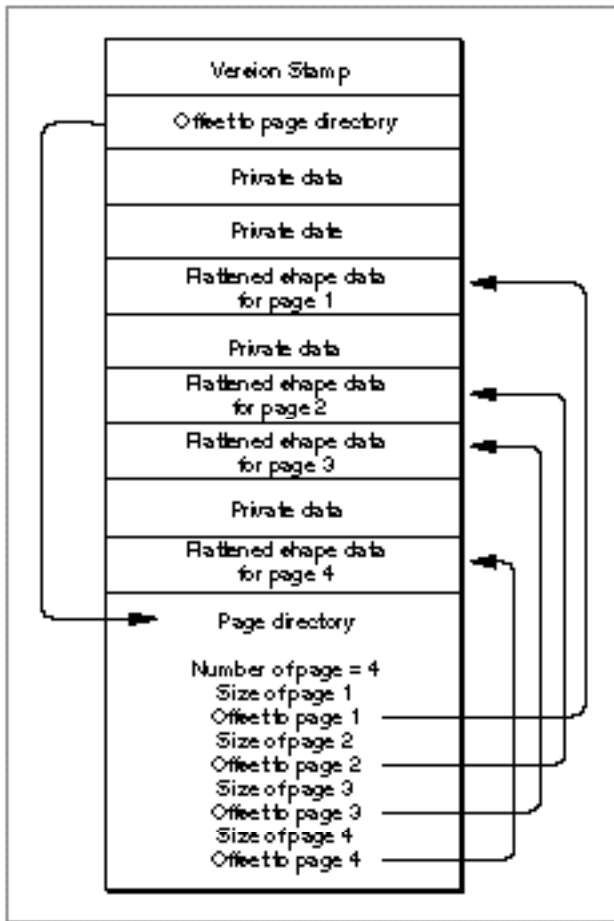 Version Stamp
Offset to page directory
Private data
Private date
Flattened shape data
for page 1
Private data
Flattened shape data
for page 2
Flattened shape data
for page 3
Private data
Flattened shape data
for page 4
Page directory
Number of page = 4
Size of page 1
Offset to page 1
Size of page 2
Offset to page 2
Size of page 3
Offset to page 3
Size of page 4
Offset to page 4